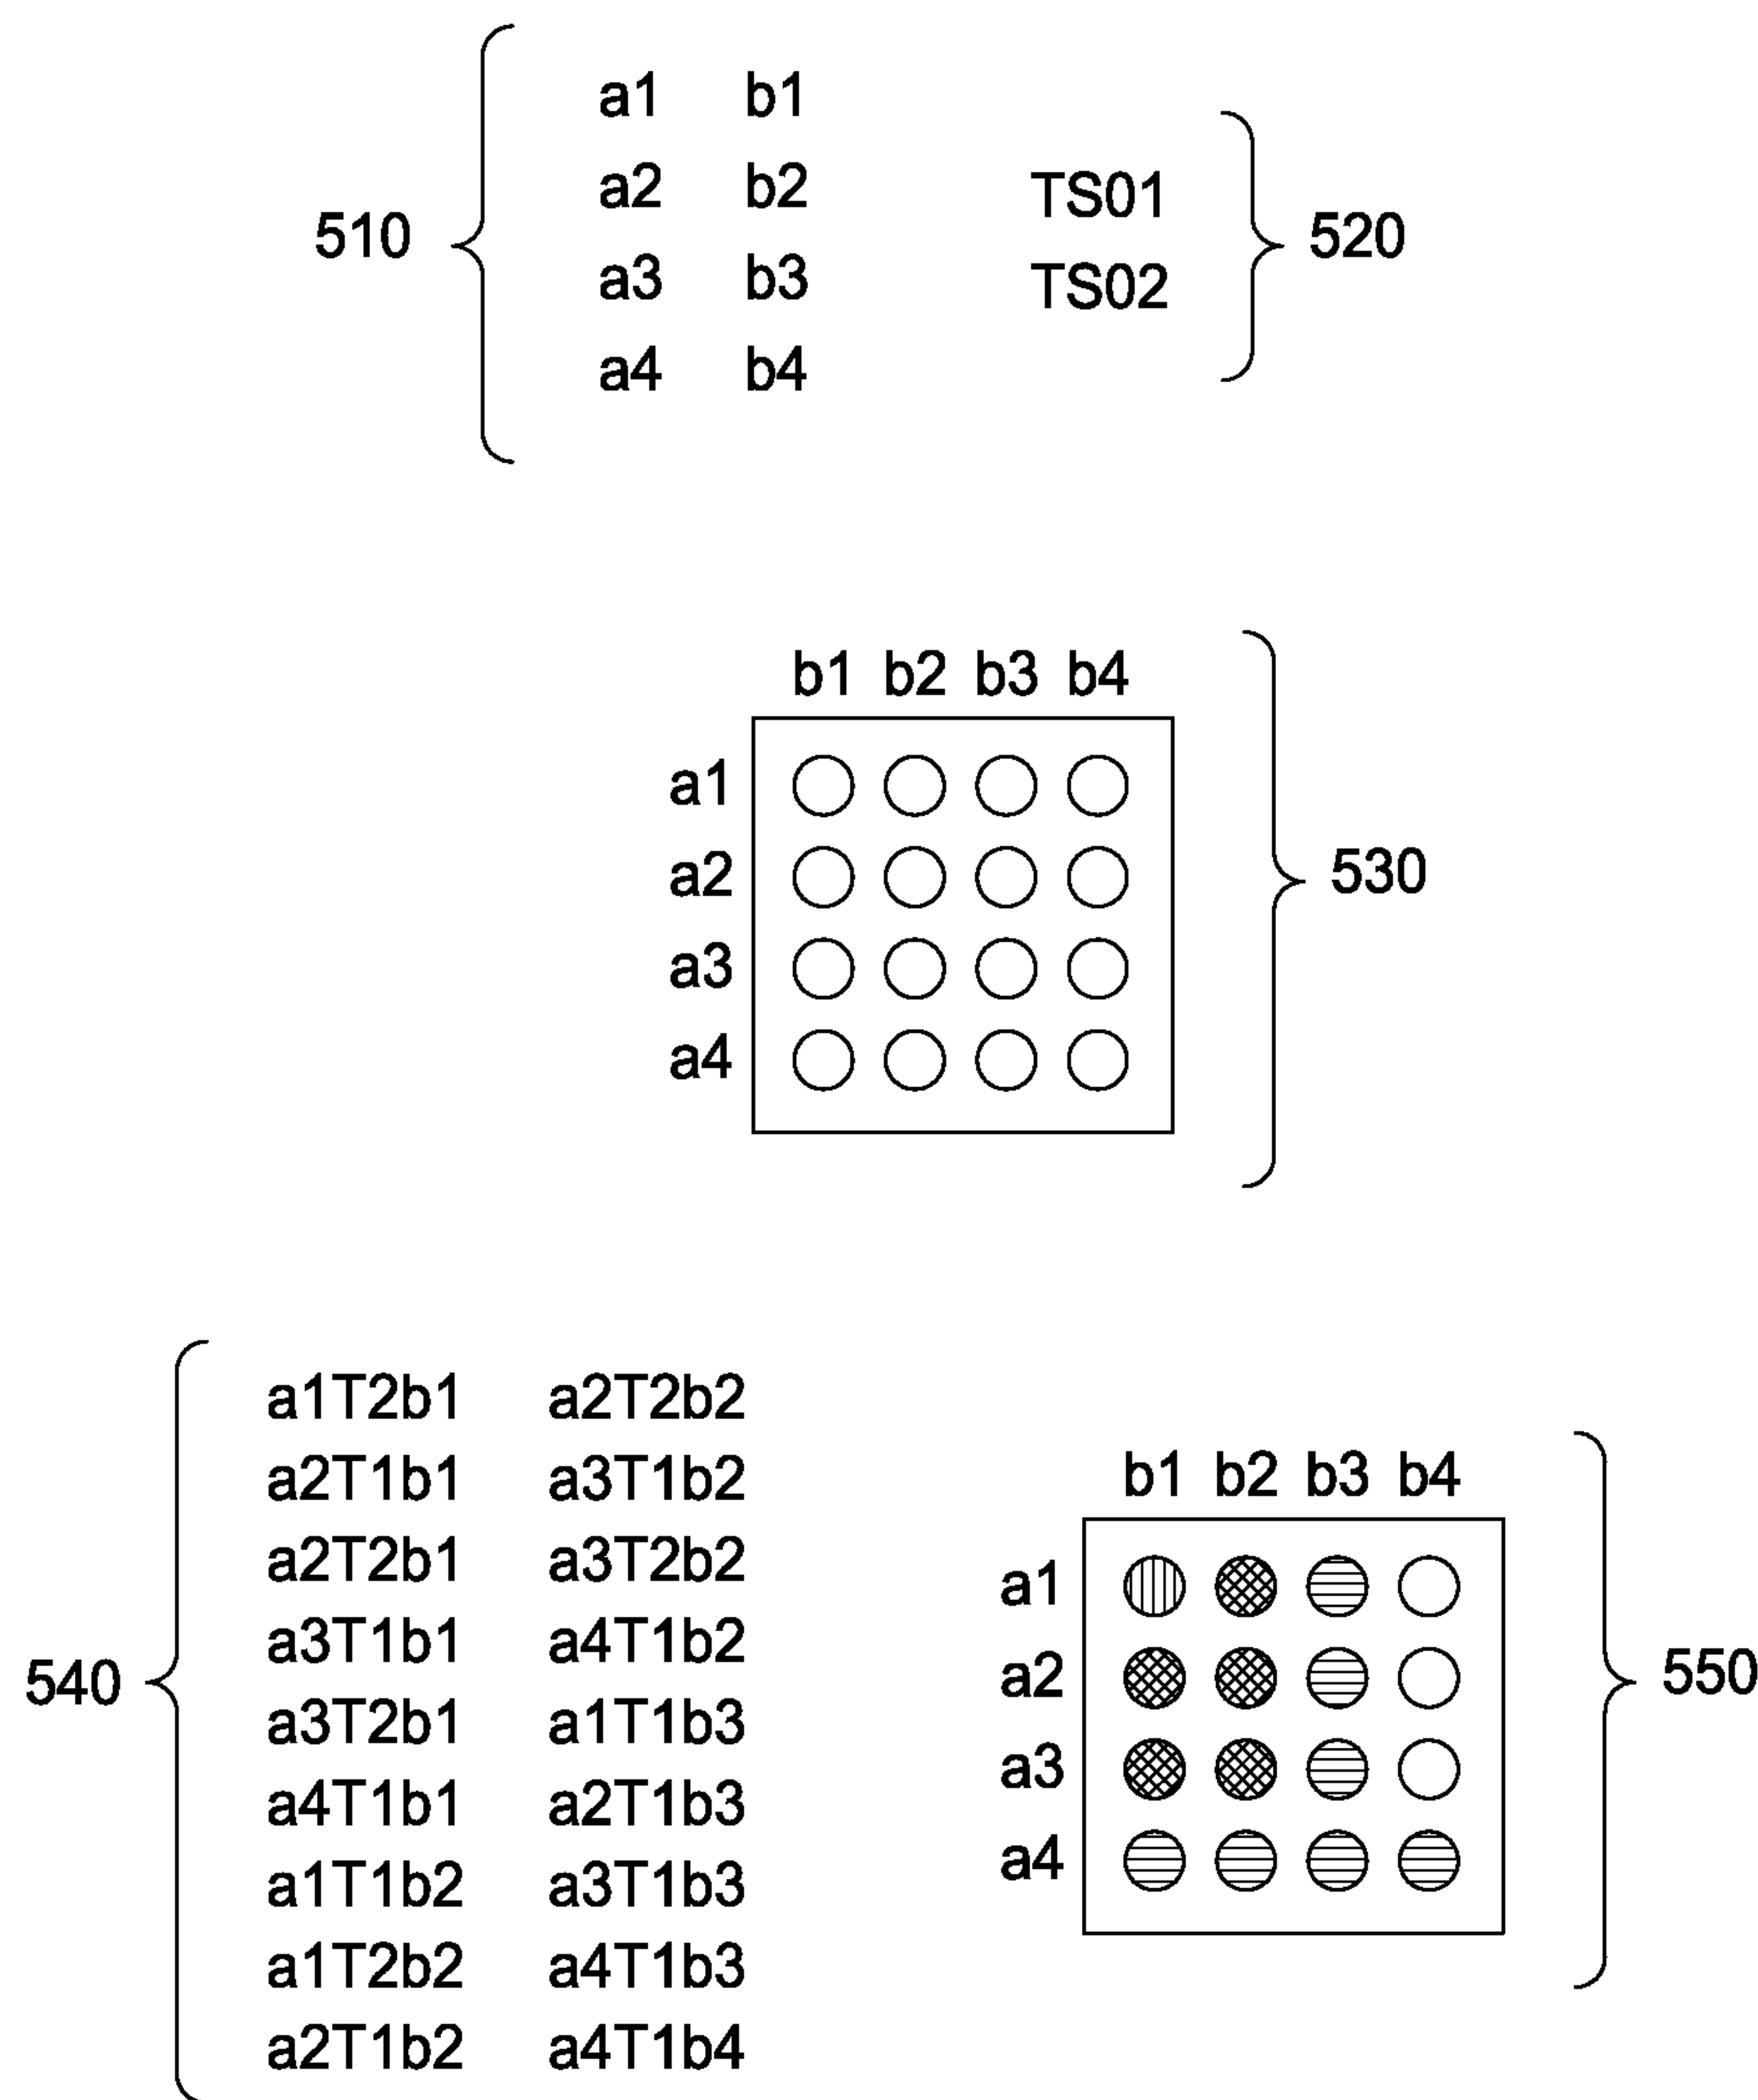 a1 b1
a2 b2
TS01
510
520
a3 b3
TS02
a4 b4
b1 b2 b3 b4
a1
a2
530
a3
a4
a1T2b1 a2T2b2
a2T1b1 a3T1b2
a2T2b1 a3T2b2
a3T1b1 a4T1b2
540
a3T2b1 a1T1b3
a4T1b1 a2T1b3
a1T1b2 a3T1b3
a1T2b2 a4T1b3
a2T1b2 a4T1b4
b1 b2 b3 b4
a1
a2
550
a3
a4